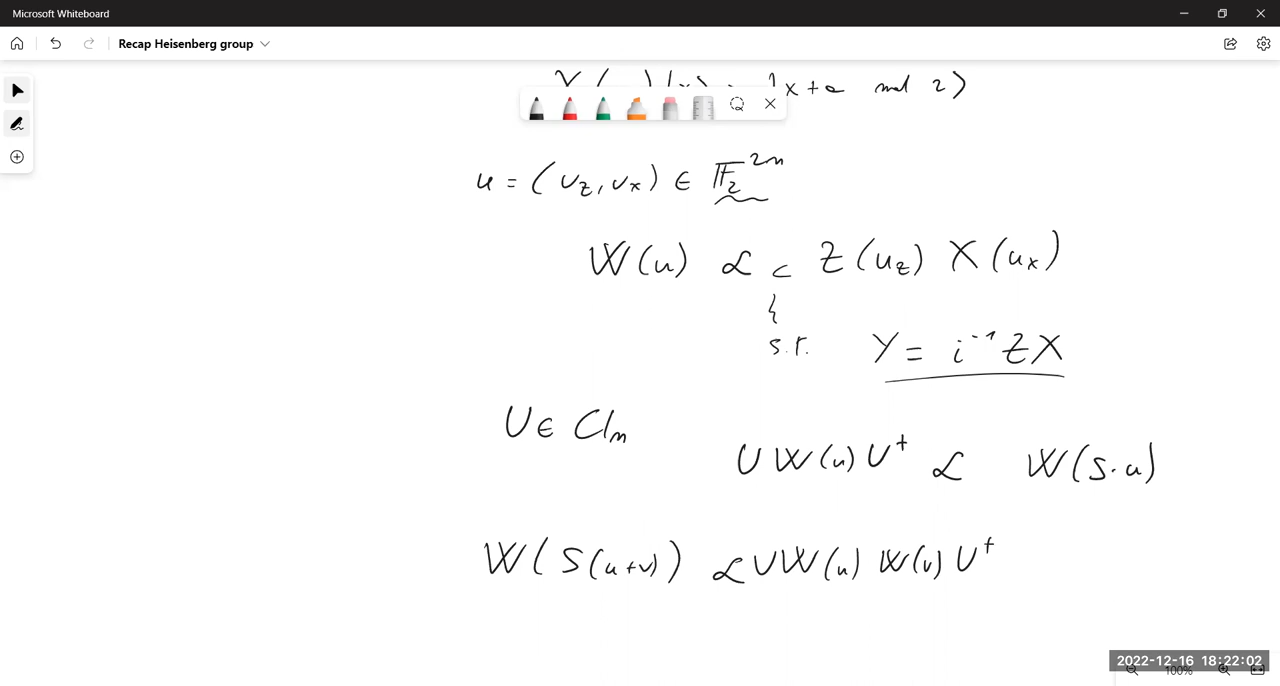 Microsoft Whiteboard
Recap Heisenberg group
|x + a mod 2⟩
u = (u_z, u_x) ∈ 𝔽_2^{2n}
W(u) ∝ c Z(u_z) X(u_x)
s.t. Y = i^{-1} Z X
U ∈ Cl_n
U W(u) U^† ∝ W(S·u)
W(S(u+v)) ∝ U W(u) W(v) U^†
2022-12-16 18:22:02
100%